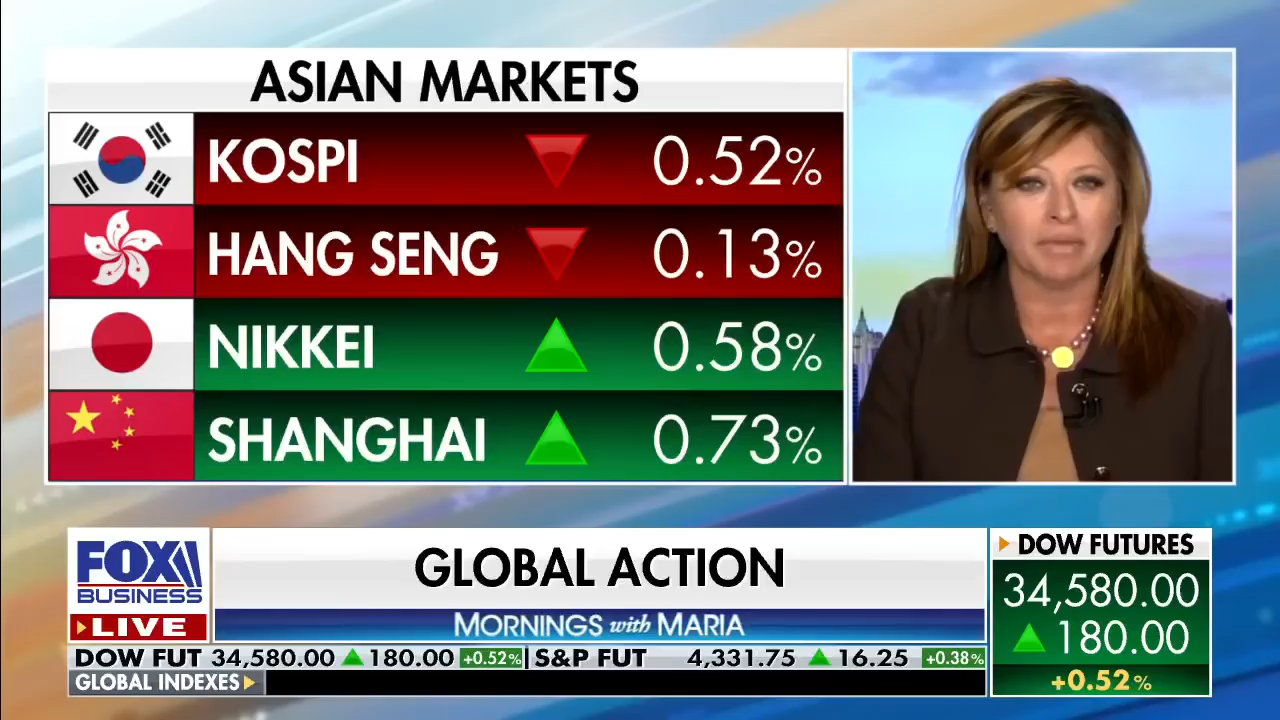 ASIAN MARKETS
KOSPI 0.52%
HANG SENG 0.13%
NIKKEI 0.58%
SHANGHAI 0.73%
FOX BUSINESS
LIVE
GLOBAL ACTION
MORNINGS with MARIA
DOW FUTURES
34,580.00
180.00
+0.52%
DOW FUT 34,580.00 180.00 +0.52% S&P FUT 4,331.75 16.25 +0.38%
GLOBAL INDEXES